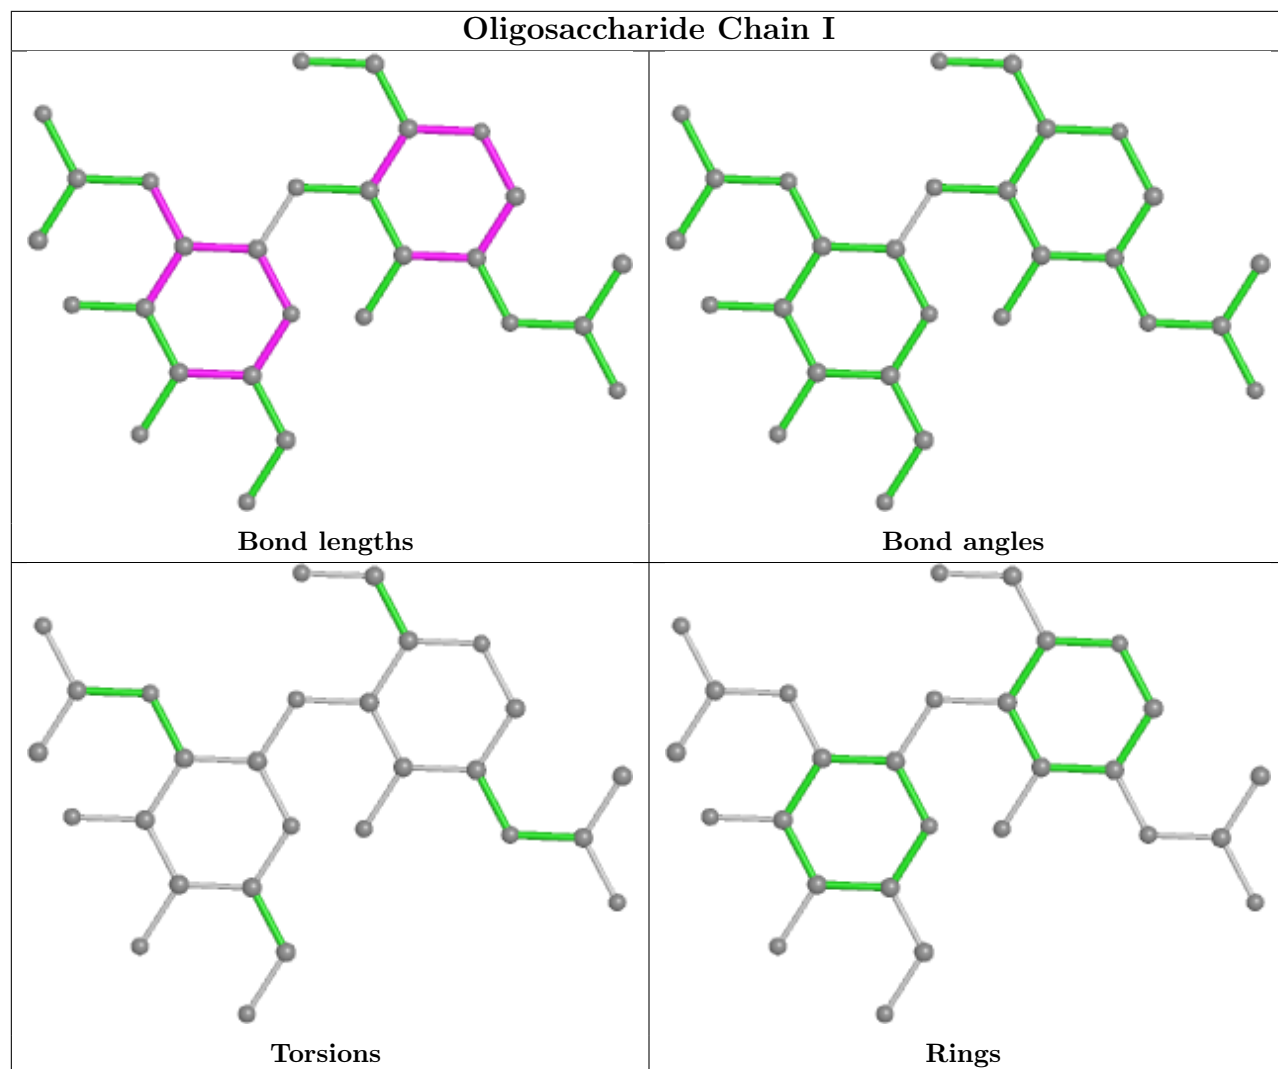 Oligosaccharide Chain I
Bond lengths
Bond angles
Torsions
Rings